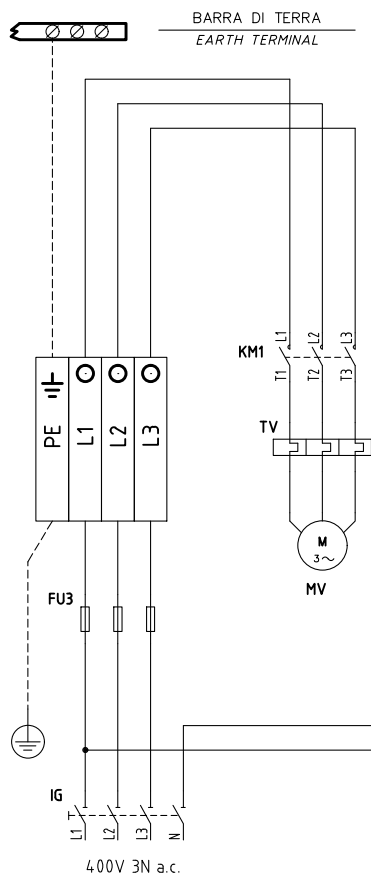 BARRA DI TERRA
EARTH TERMINAL
KM1
L1 L2 L3
T1 T2 T3
PE L1 L2 L3
TV
M
3~
MV
FU3
IG
L1 L2 L3 N
400V 3N a.c.